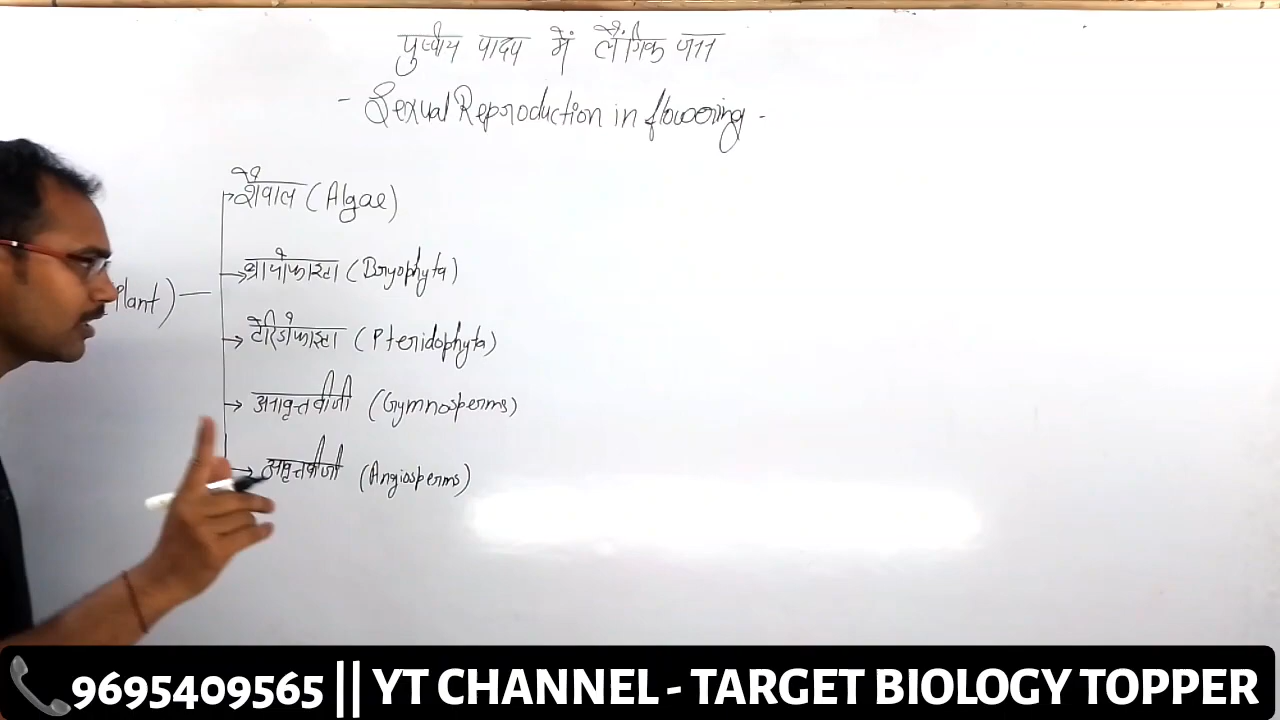 पुष्पीय पादप में लैंगिक जनन
- Sexual Reproduction in flowering -
शैवाल (Algae)
ब्रायोफाइटा (Bryophyta)
Plant) —
टेरिडोफाइटा (Pteridophyta)
अनावृत्तबीजी (Gymnosperms)
आवृत्तबीजी (Angiosperms)
9695409565 || YT CHANNEL - TARGET BIOLOGY TOPPER